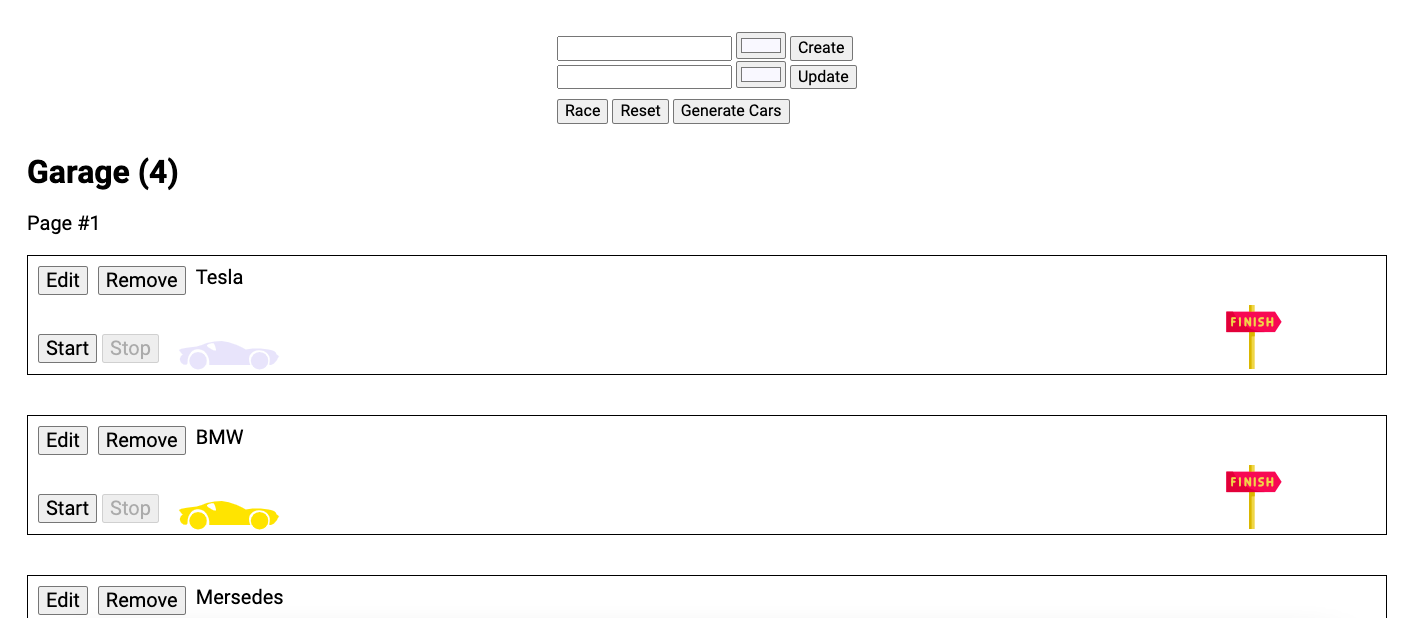 Create
Update
Race Reset Generate Cars
Garage (4)
Page #1
Edit Remove Tesla
FINISH
Start Stop
Edit Remove BMW
FINISH
Start Stop
Edit Remove Mersedes